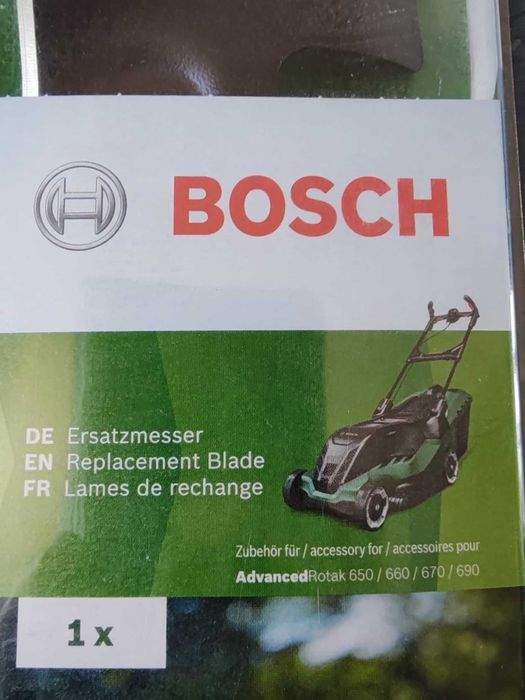 BOSCH
DE Ersatzmesser
EN Replacement Blade
FR Lames de rechange
Zubehör für / accessory for / accessoires pour
AdvancedRotak 650 / 660 / 670 / 690
1 x